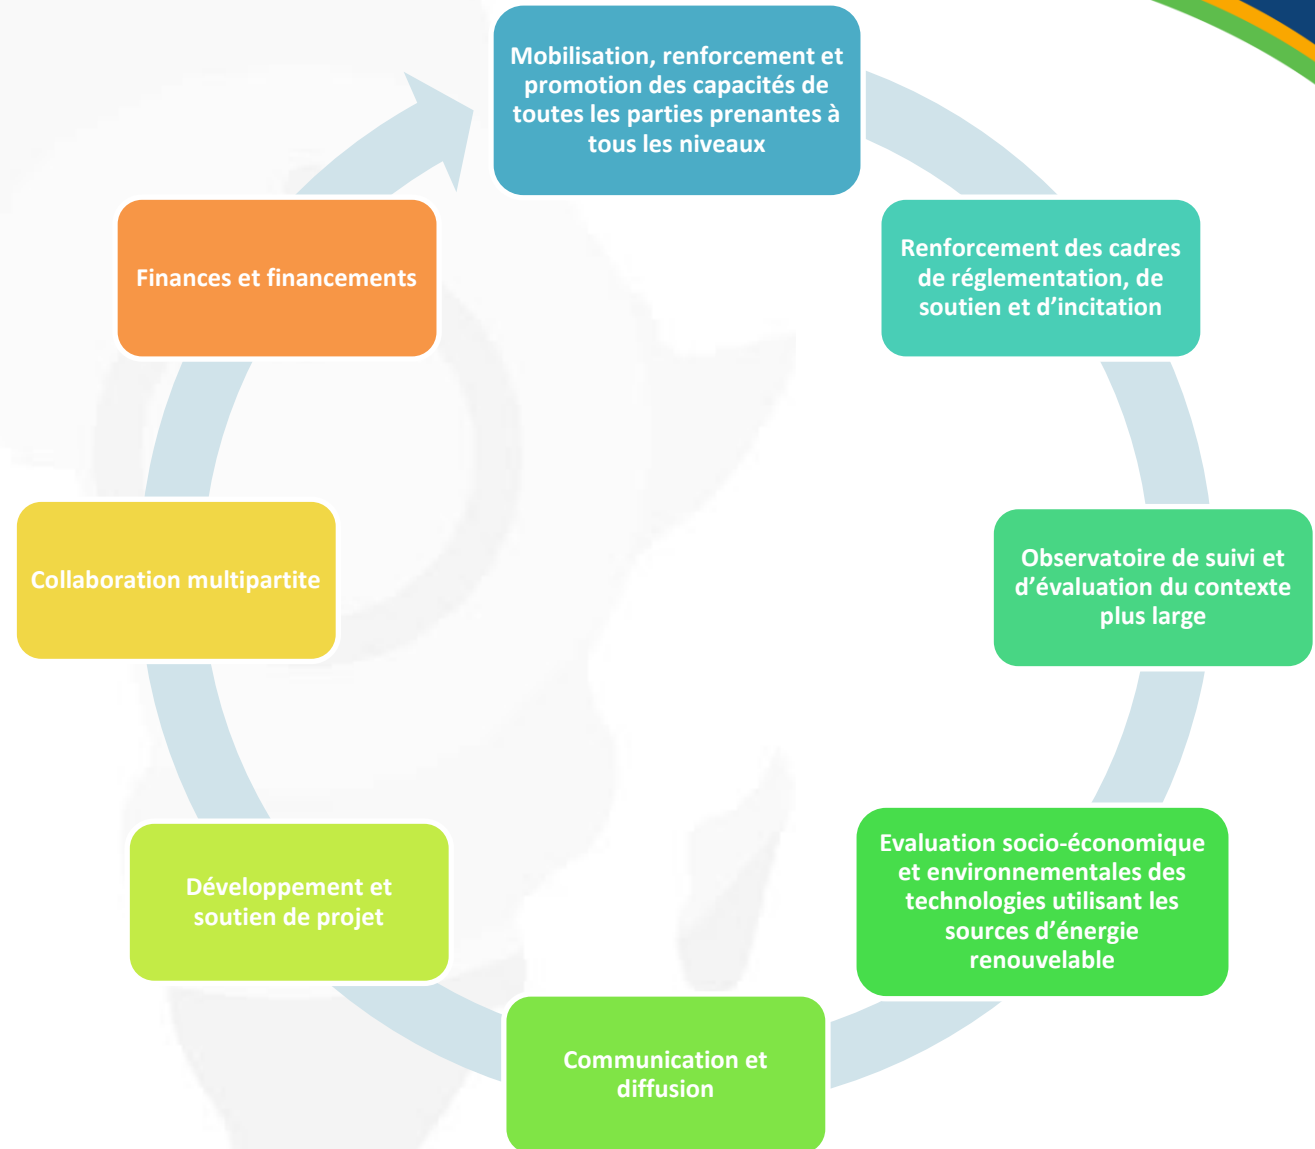 Mobilisation, renforcement et
promotion des capacités de
toutes les parties prenantes à
tous les niveaux
Renforcement des cadres
de réglementation, de
soutien et d'incitation
Observatoire de suivi et
d'évaluation du contexte
plus large
Evaluation socio-économique
et environnementales des
technologies utilisant les
sources d'énergie
renouvelable
Communication et
diffusion
Développement et
soutien de projet
Collaboration multipartite
Finances et financements